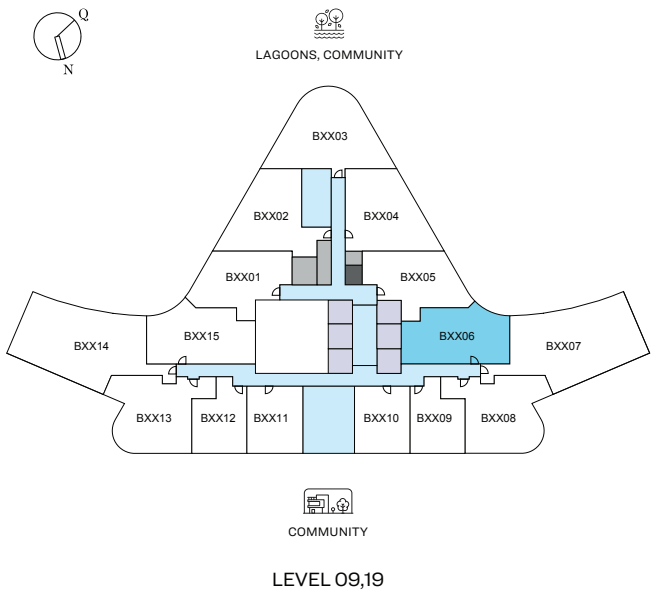 Q
N
LAGOONS, COMMUNITY
BXX03
BXX02
BXX04
BXX01
BXX05
BXX14
BXX15
BXX06
BXX07
BXX13
BXX12
BXX11
BXX10
BXX09
BXX08
COMMUNITY
LEVEL 09,19